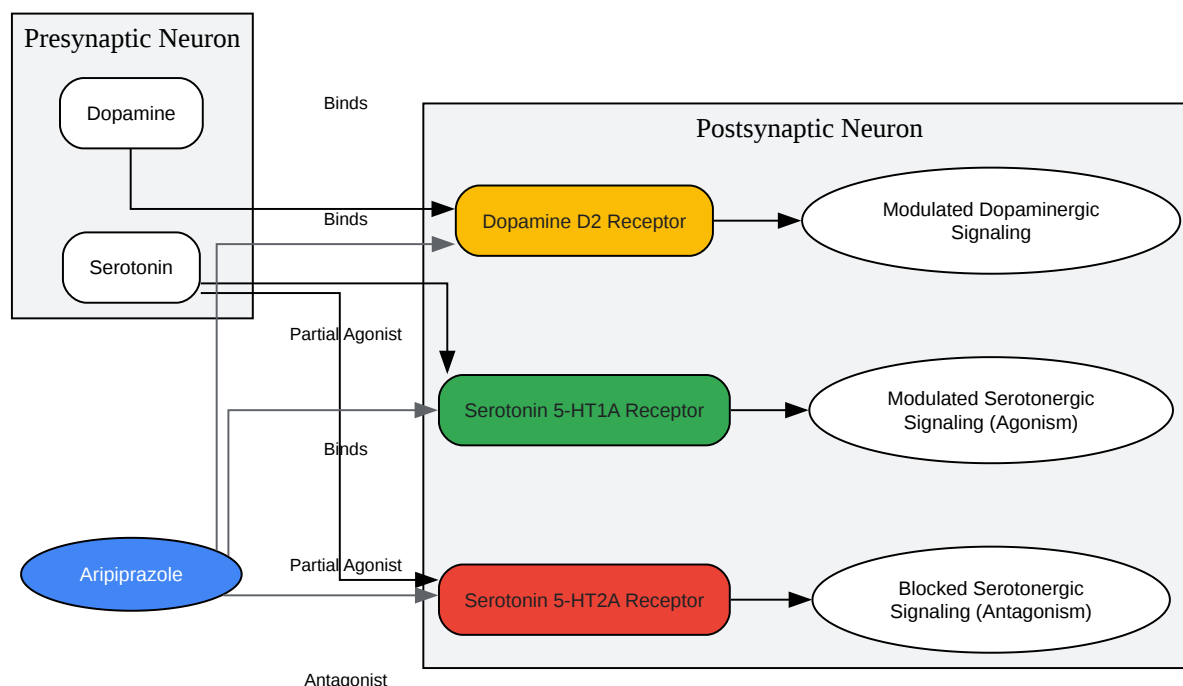 Presynaptic Neuron
Dopamine
Serotonin
Binds
Binds
Partial Agonist
Binds
Partial Agonist
Antagonist
Aripiprazole
Postsynaptic Neuron
Dopamine D2 Receptor
Modulated Dopaminergic
Signaling
Serotonin 5-HT1A Receptor
Modulated Serotonergic
Signaling (Agonism)
Serotonin 5-HT2A Receptor
Blocked Serotonergic
Signaling (Antagonism)